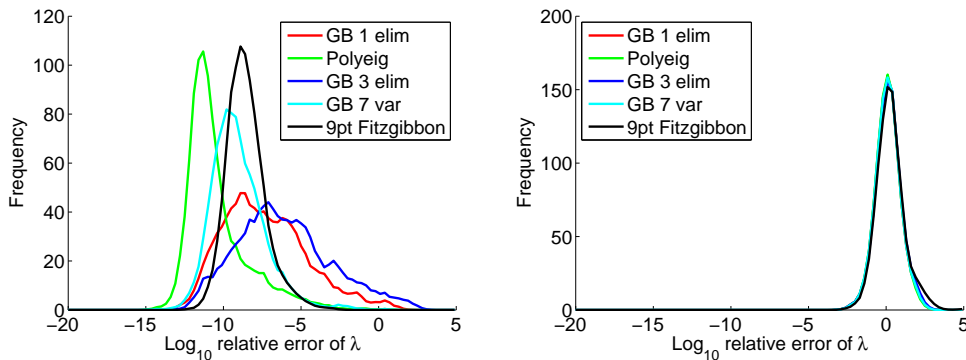 120
100
80
60
40
20
0
Frequency
−20
−15
−10
−5
0
5
Log10 relative error of λ
GB 1 elim
Polyeig
GB 3 elim
GB 7 var
9pt Fitzgibbon
200
150
100
50
0
Frequency
−20
−15
−10
−5
0
5
Log10 relative error of λ
GB 1 elim
Polyeig
GB 3 elim
GB 7 var
9pt Fitzgibbon